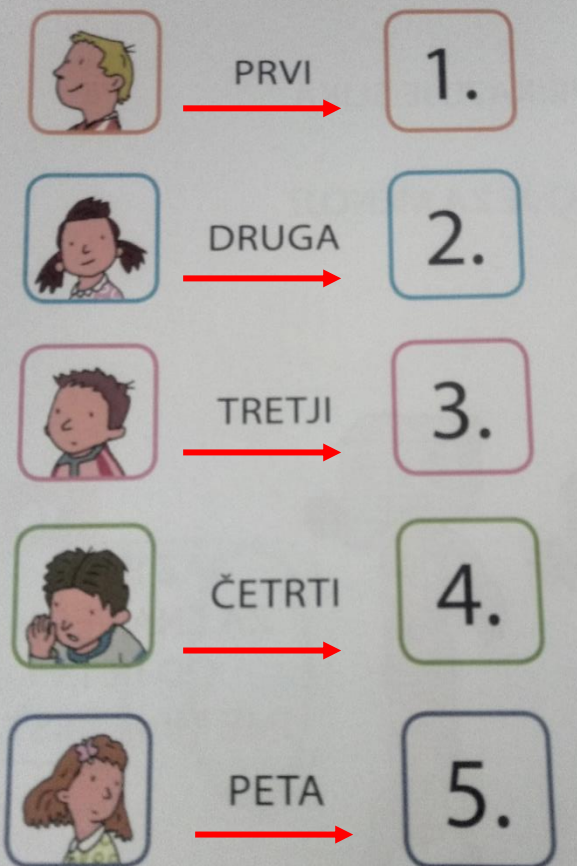 PRVI 1.
DRUGA 2.
TRETJI 3.
ČETRTI 4.
PETA 5.